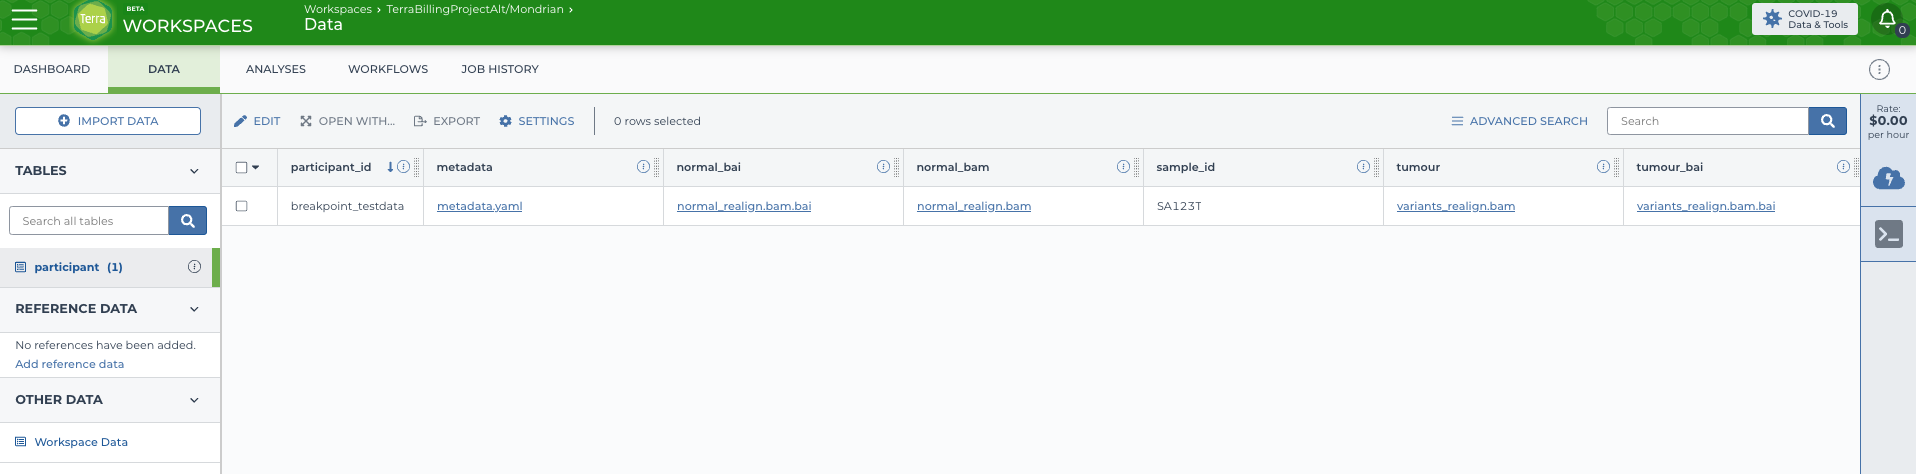 Terra
BETA
WORKSPACES
Workspaces › TerraBillingProjectAlt/Mondrian ›
Data
COVID-19
Data & Tools
0
DASHBOARD DATA ANALYSES WORKFLOWS JOB HISTORY
IMPORT DATA
EDIT OPEN WITH... EXPORT SETTINGS 0 rows selected ADVANCED SEARCH Search
Rate:
$0.00
per hour
TABLES
Search all tables
participant (1)
REFERENCE DATA
No references have been added.
Add reference data
OTHER DATA
Workspace Data
participant_id metadata normal_bai normal_bam sample_id tumour tumour_bai
breakpoint_testdata metadata.yaml normal_realign.bam.bai normal_realign.bam SA123T variants_realign.bam variants_realign.bam.bai